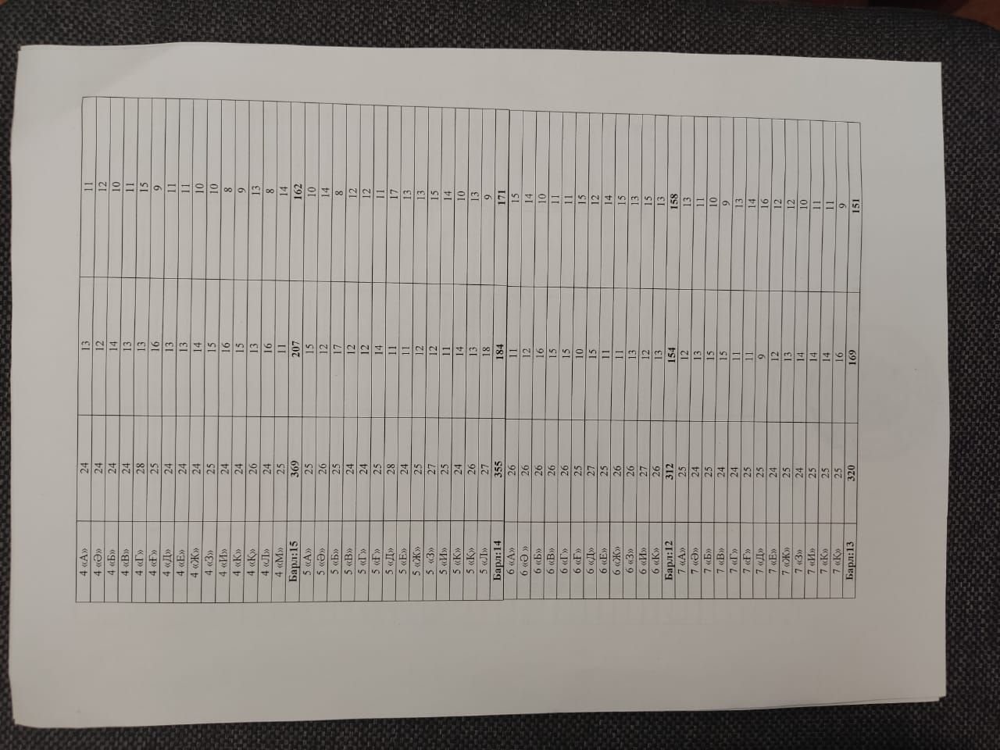 4 «А» 24 13 11
4 «Ә» 24 12 12
4 «Б» 24 14 10
4 «В» 24 13 11
4 «Г» 28 13 15
4 «Ғ» 25 16 9
4 «Д» 24 13 11
4 «Е» 24 13 11
4 «Ж» 24 14 10
4 «З» 25 15 10
4 «И» 24 16 8
4 «К» 24 15 9
4 «Қ» 26 13 13
4 «Л» 24 16 8
4 «М» 25 11 14
Барл:15 369 207 162
5 «А» 25 15 10
5 «Ә» 26 12 14
5 «Б» 25 17 8
5 «В» 24 12 12
5 «Г» 24 12 12
5 «Ғ» 25 14 11
5 «Д» 28 11 17
5 «Е» 24 11 13
5 «Ж» 25 12 13
5 «З» 27 12 15
5 «И» 25 11 14
5 «К» 24 14 10
5 «Қ» 26 13 13
5 «Л» 27 18 9
Барл:14 355 184 171
6 «А» 26 11 15
6 «Ә » 26 12 14
6 «Б» 26 16 10
6 «В» 26 15 11
6 «Г» 26 15 11
6 «Ғ» 25 10 15
6 «Д» 27 15 12
6 «Е» 25 11 14
6 «Ж» 26 11 15
6 «З» 26 13 13
6 «И» 27 12 15
6 «К» 26 13 13
Барл:12 312 154 158
7 «А» 25 12 13
7 «Ә» 24 13 11
7 «Б» 25 15 10
7 «В» 24 15 9
7 «Г» 24 11 13
7 «Ғ» 25 11 14
7 «Д» 25 9 16
7 «Е» 24 12 12
7 «Ж» 25 13 12
7 «З» 24 14 10
7 «И» 25 14 11
7 «К» 25 14 11
7 «Қ» 25 16 9
Барл:13 320 169 151